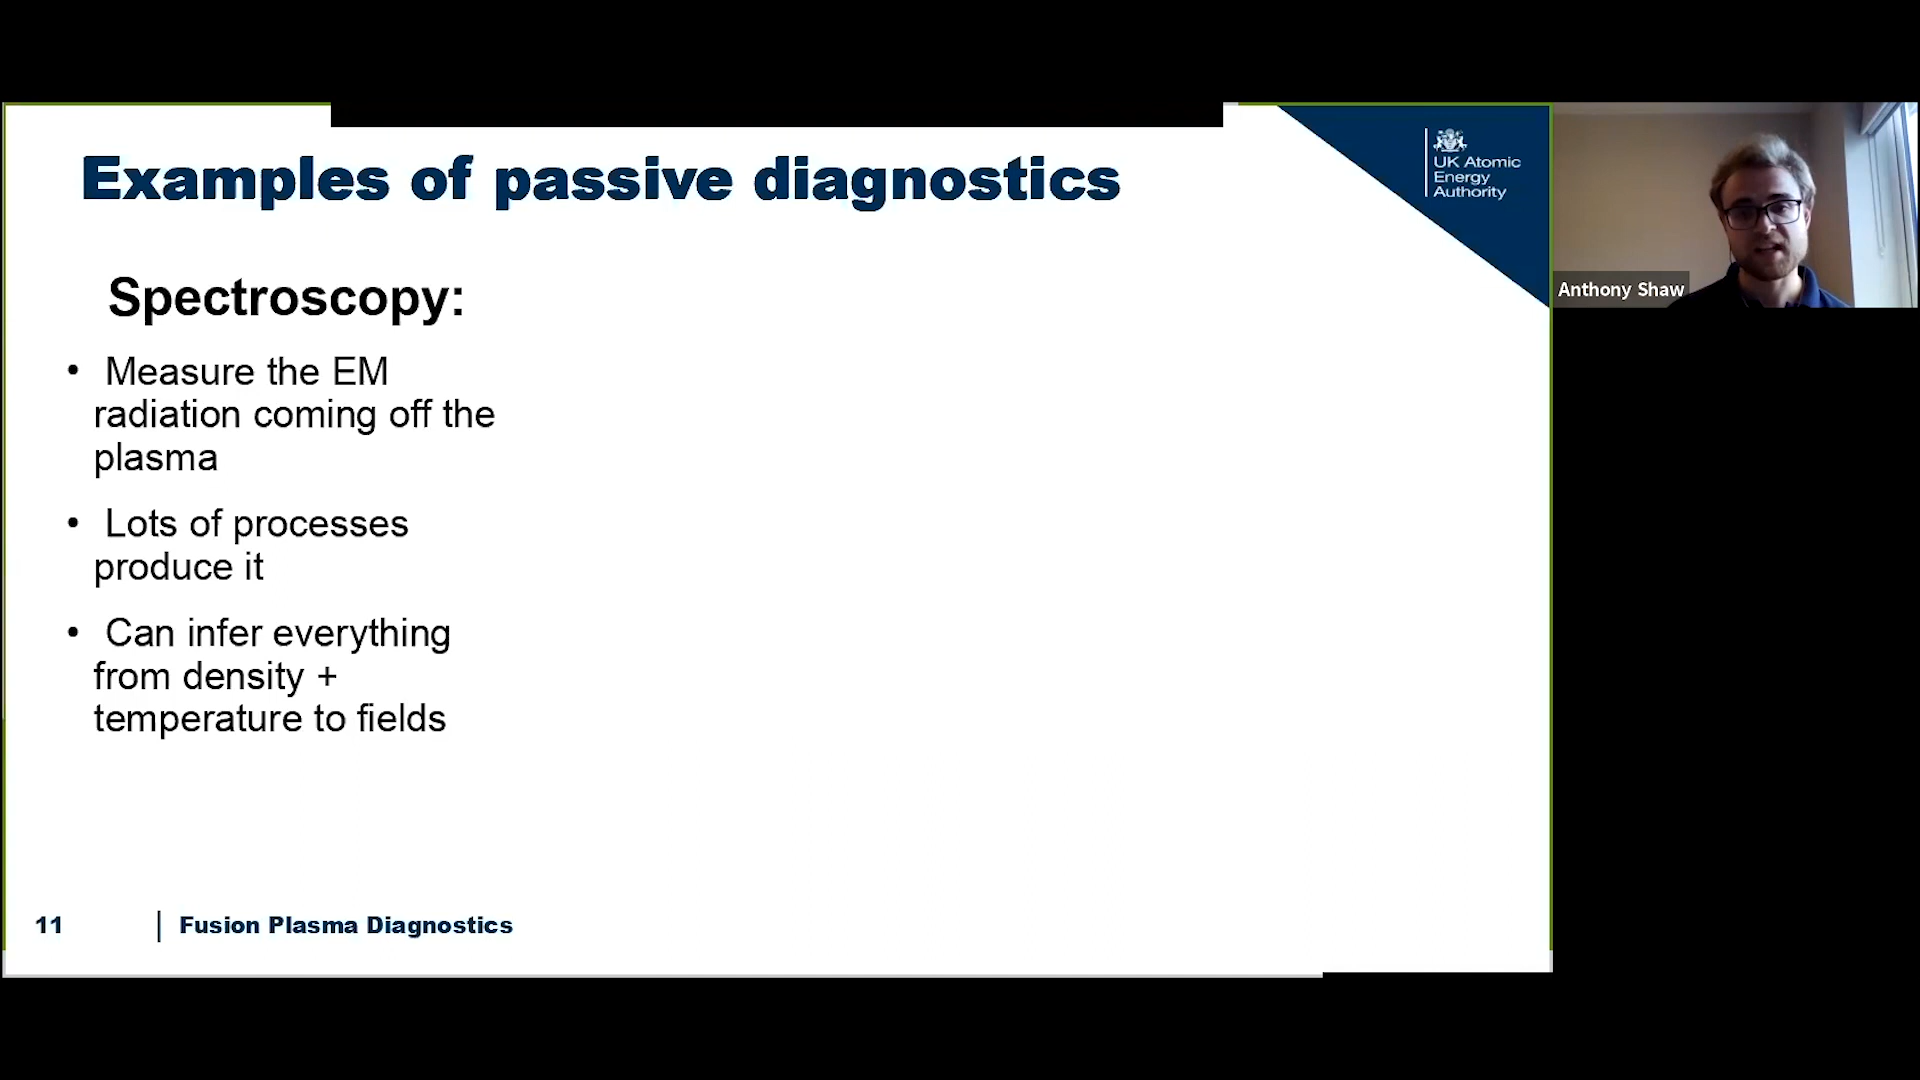 Examples of passive diagnostics
UK Atomic
Energy
Authority
Anthony Shaw
Spectroscopy:
• Measure the EM
radiation coming off the
plasma
• Lots of processes
produce it
• Can infer everything
from density +
temperature to fields
11
Fusion Plasma Diagnostics